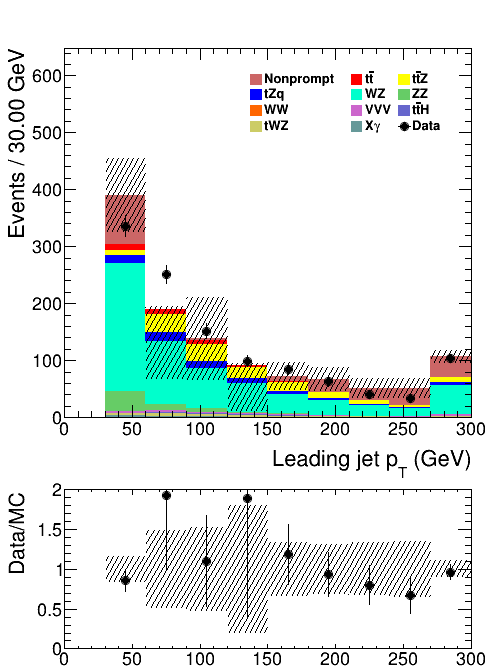 Events / 30.00 GeV
600
500
400
300
200
100
0
Nonprompt tt̄ tt̄Z
tZq WZ ZZ
WW VVV tt̄H
tWZ Xγ Data
0 50 100 150 200 250 300
Leading jet p_T (GeV)
Data/MC
2
1.5
1
0.5
0
0 50 100 150 200 250 300